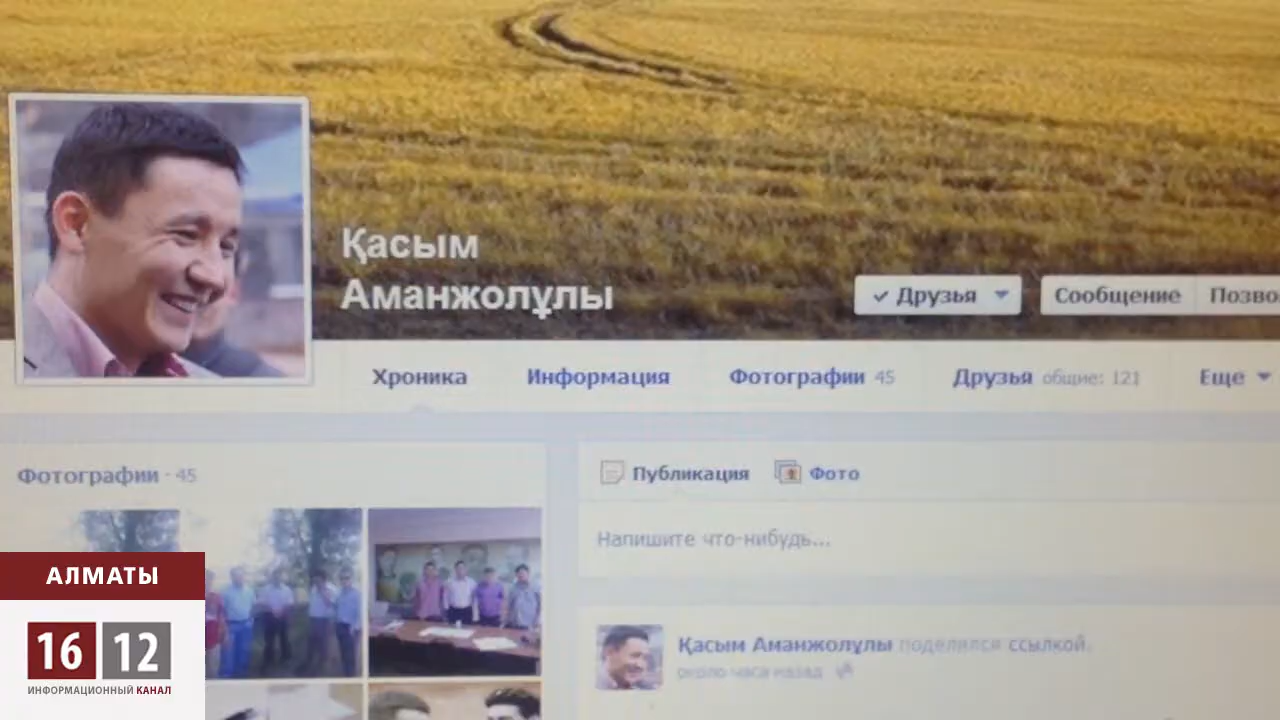 Қасым
Аманжолұлы
Друзья
Сообщение
Позво
Хроника
Информация
Фотографии 45
Друзья общие: 121
Еще
Фотографии · 45
Публикация
Фото
Напишите что-нибудь...
Қасым Аманжолұлы поделился ссылкой.
около часа назад
АЛМАТЫ
16 12
ИНФОРМАЦИОННЫЙ КАНАЛ